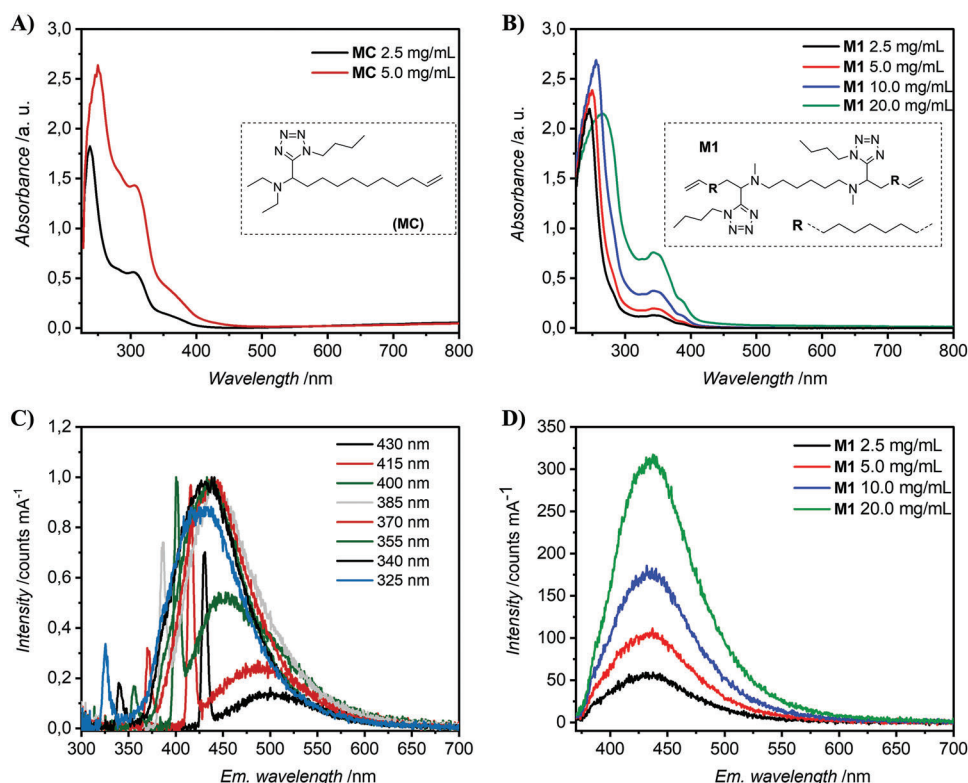 A)
3,0
2,5
2,0
1,5
1,0
0,5
0,0
Absorbance /a. u.
MC 2.5 mg/mL
MC 5.0 mg/mL
N=N
N N
N
(MC)
300 400 500 600 700 800
Wavelength /nm
B)
3,0
2,5
2,0
1,5
1,0
0,5
0,0
Absorbance /a. u.
M1 2.5 mg/mL
M1 5.0 mg/mL
M1 10.0 mg/mL
M1 20.0 mg/mL
M1
N-N
N N
R N N R
N N
N-N
R
300 400 500 600 700 800
Wavelength /nm
C)
1,2
1,0
0,8
0,6
0,4
0,2
0,0
Intensity /counts mA⁻¹
430 nm
415 nm
400 nm
385 nm
370 nm
355 nm
340 nm
325 nm
300 350 400 450 500 550 600 650 700
Em. wavelength /nm
D)
350
300
250
200
150
100
50
0
Intensity /counts mA⁻¹
M1 2.5 mg/mL
M1 5.0 mg/mL
M1 10.0 mg/mL
M1 20.0 mg/mL
400 450 500 550 600 650 700
Em. wavelength /nm